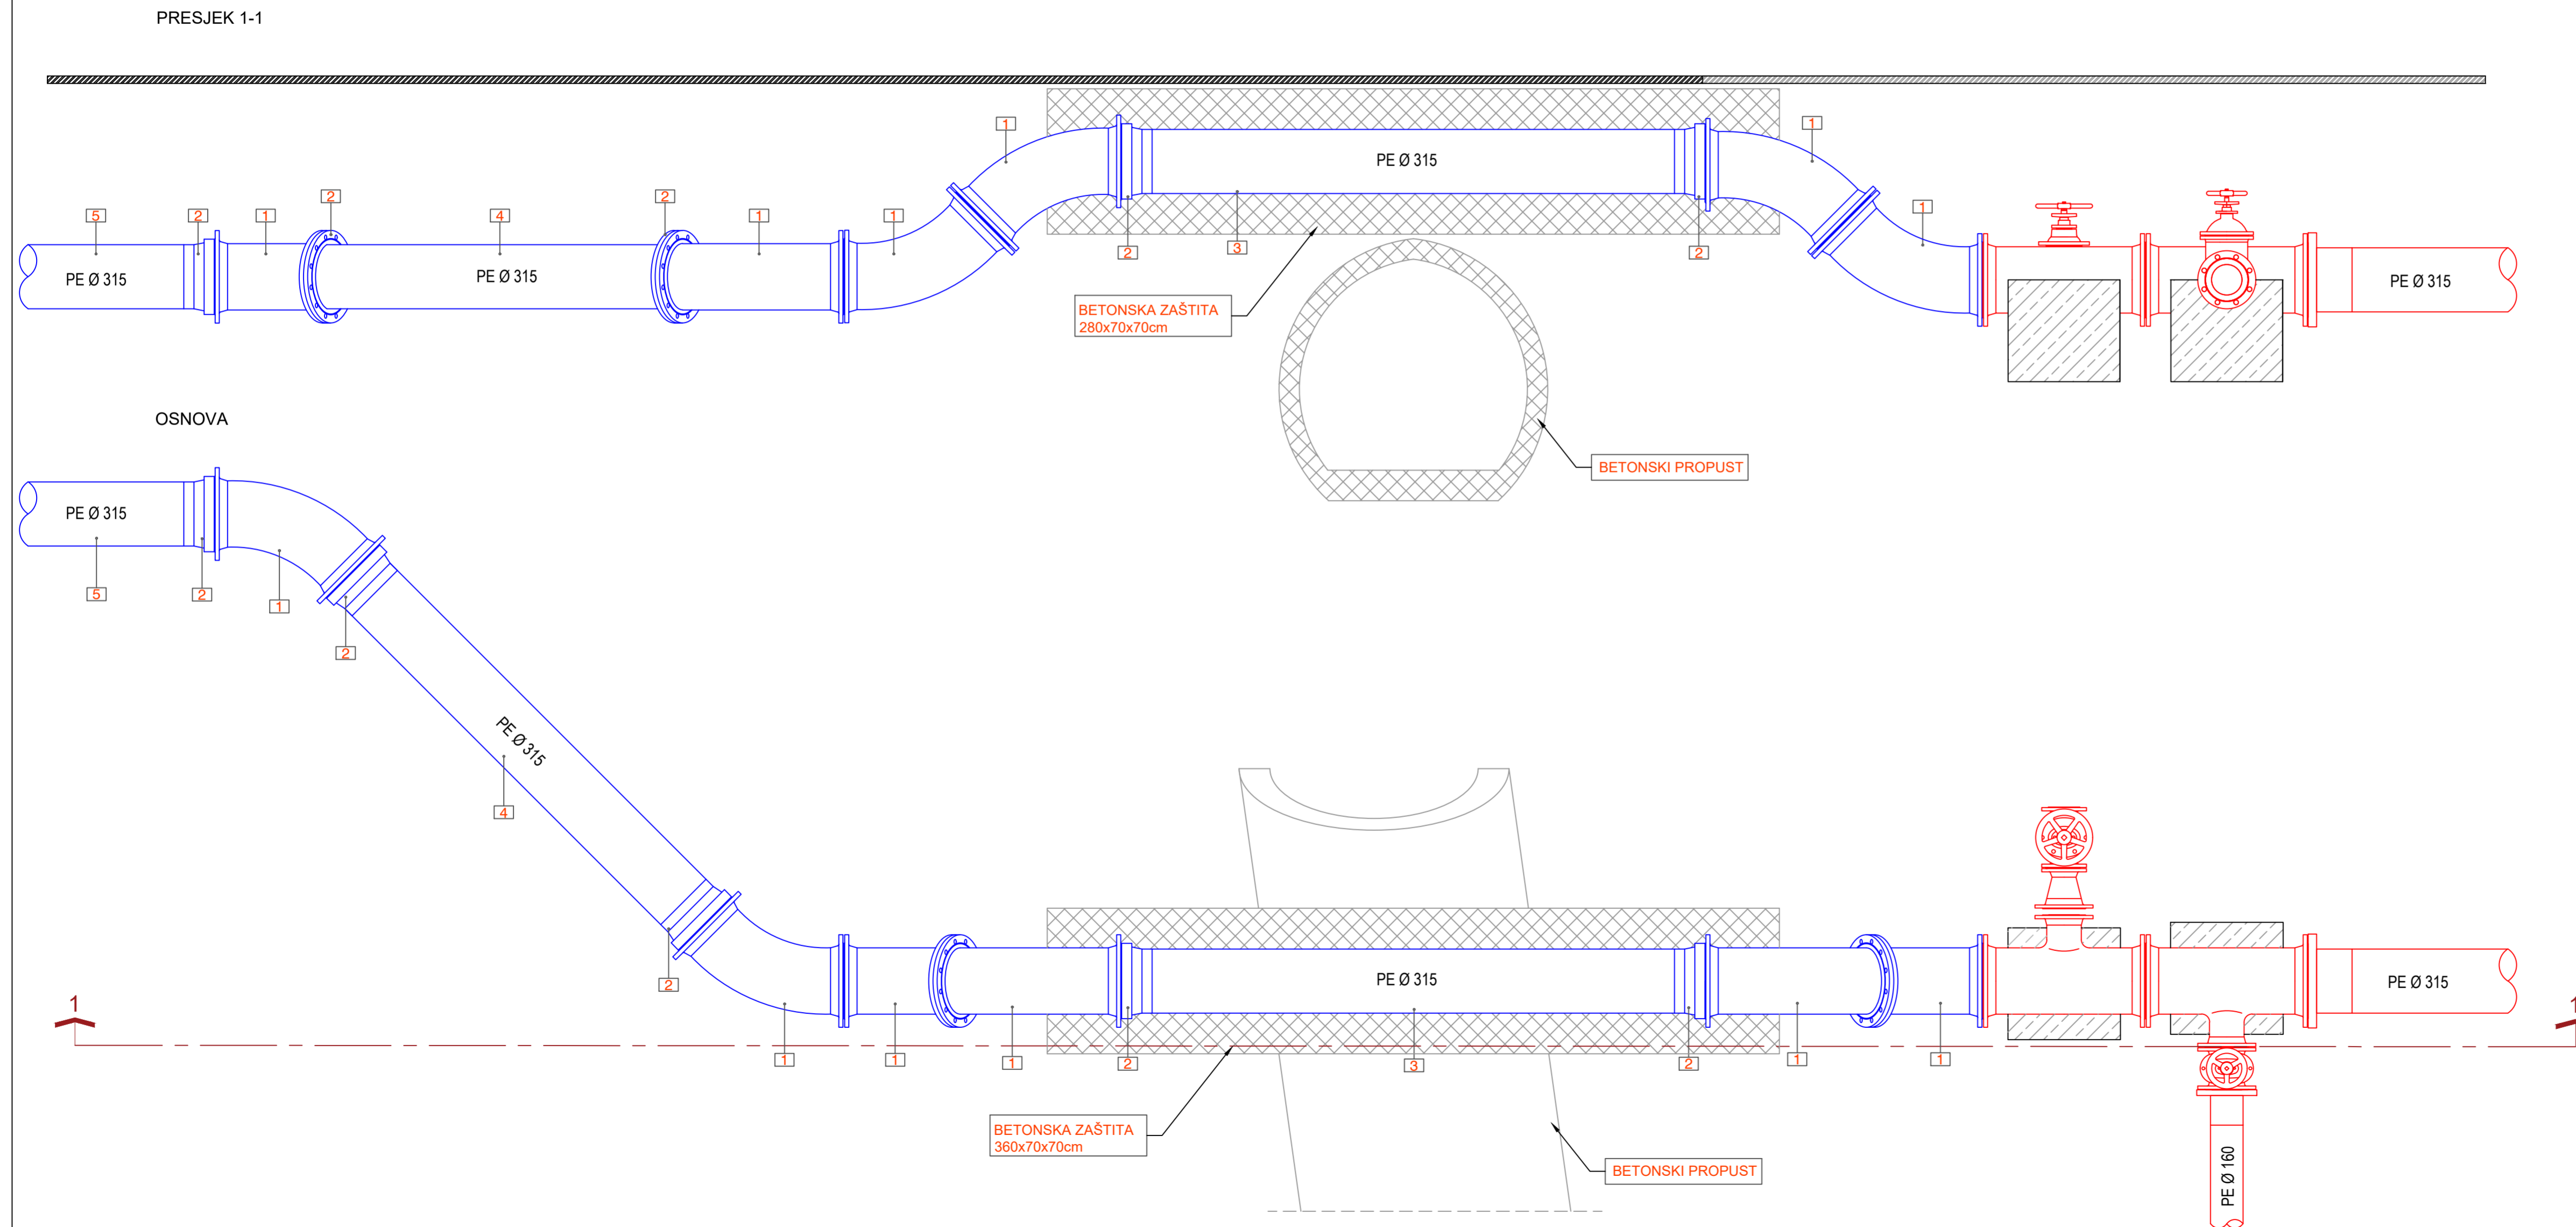 PRESJEK 1-1
1
1
2
2
5
2
1
4
1
1
1
PE Ø 315
PE Ø 315
PE Ø 315
PE Ø 315
2
3
2
BETONSKA ZAŠTITA
280x70x70cm
OSNOVA
BETONSKI PROPUST
PE Ø 315
5
2
1
2
PE Ø 315
4
2
PE Ø 315
PE Ø 315
1
1
1
1
1
2
3
2
1
1
BETONSKA ZAŠTITA
360x70x70cm
BETONSKI PROPUST
PE Ø 160